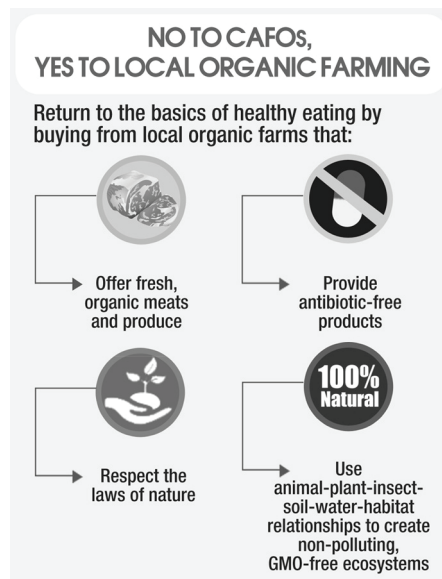 NO TO CAFOs,
YES TO LOCAL ORGANIC FARMING
Return to the basics of healthy eating by
buying from local organic farms that:
Offer fresh,
organic meats
and produce
Provide
antibiotic-free
products
Respect the
laws of nature
100%
Natural
Use
animal-plant-insect-
soil-water-habitat
relationships to create
non-polluting,
GMO-free ecosystems